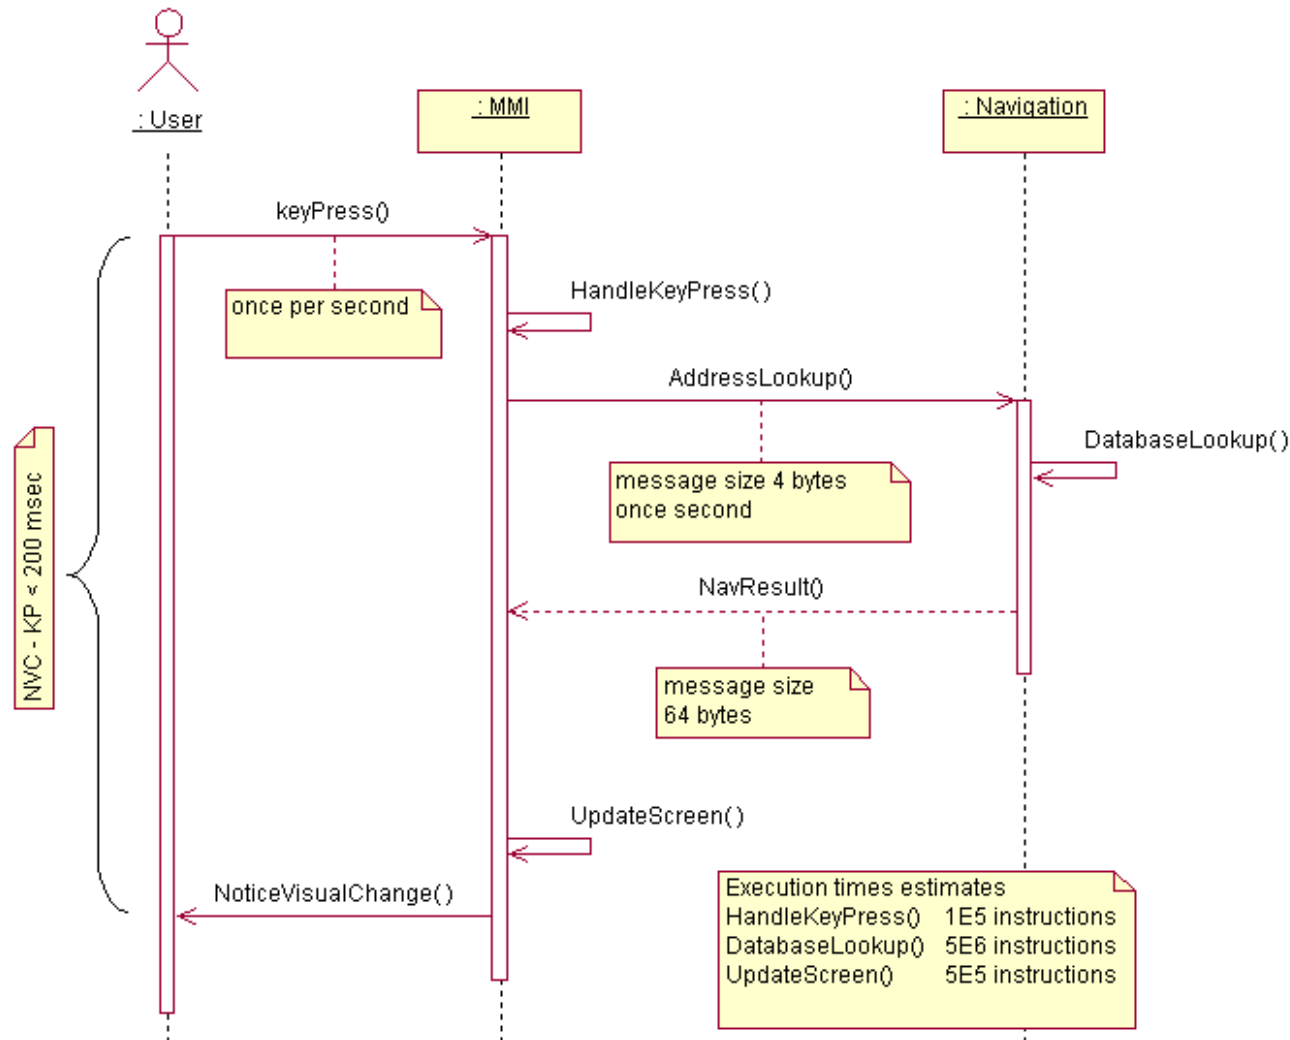 : User
: MMI
: Navigation
keyPress()
once per second
HandleKeyPress()
AddressLookup()
DatabaseLookup()
message size 4 bytes
once second
NVC - KP < 200 msec
NavResult()
message size
64 bytes
UpdateScreen()
NoticeVisualChange()
Execution times estimates
HandleKeyPress() 1E5 instructions
DatabaseLookup() 5E6 instructions
UpdateScreen() 5E5 instructions